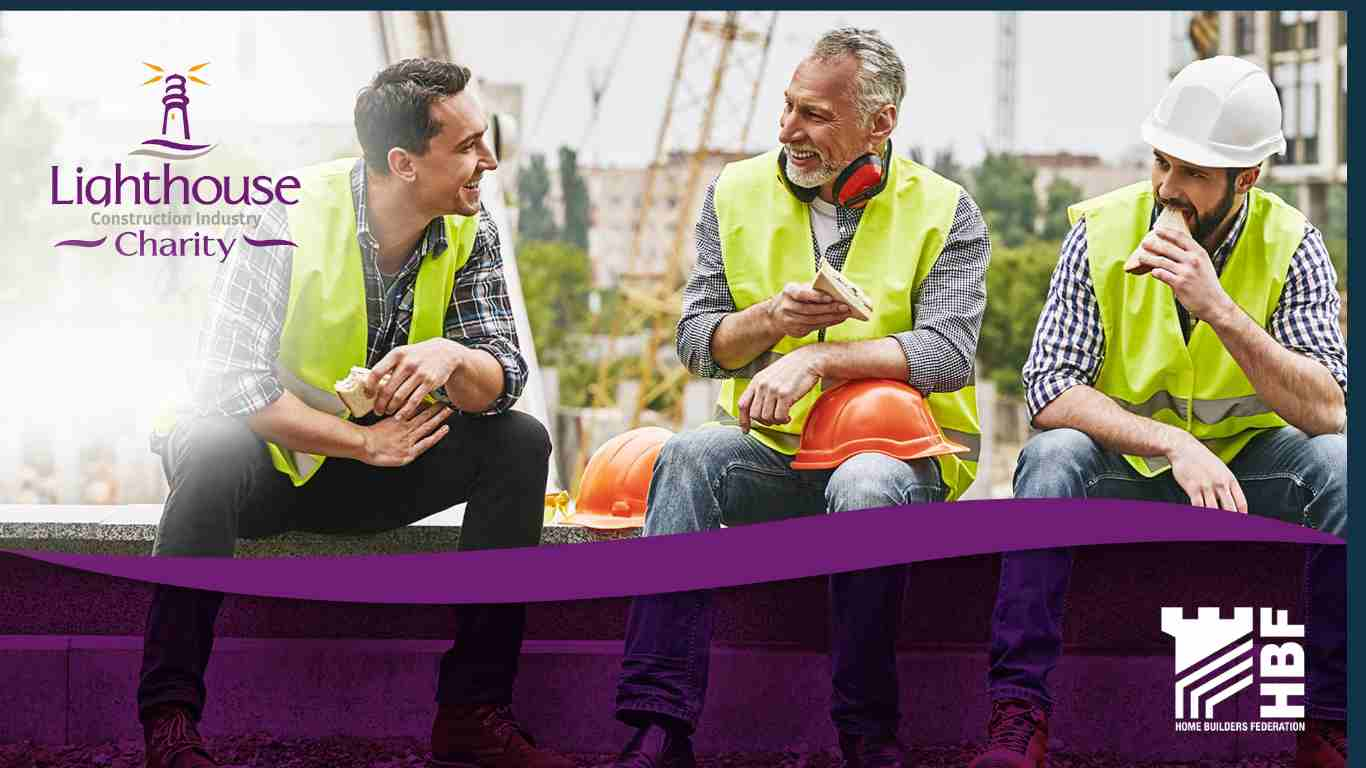 Lighthouse
Construction Industry
Charity
HBF
HOME BUILDERS FEDERATION